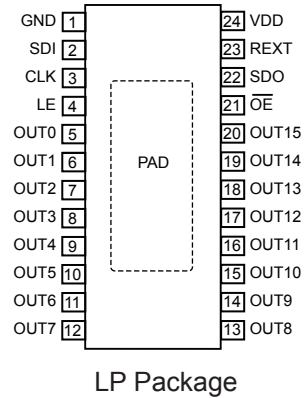 GND 1 24 VDD
SDI 2 23 REXT
CLK 3 22 SDO
LE 4 21 O̅E̅
OUT0 5 20 OUT15
OUT1 6 PAD 19 OUT14
OUT2 7 18 OUT13
OUT3 8 17 OUT12
OUT4 9 16 OUT11
OUT5 10 15 OUT10
OUT6 11 14 OUT9
OUT7 12 13 OUT8
LP Package